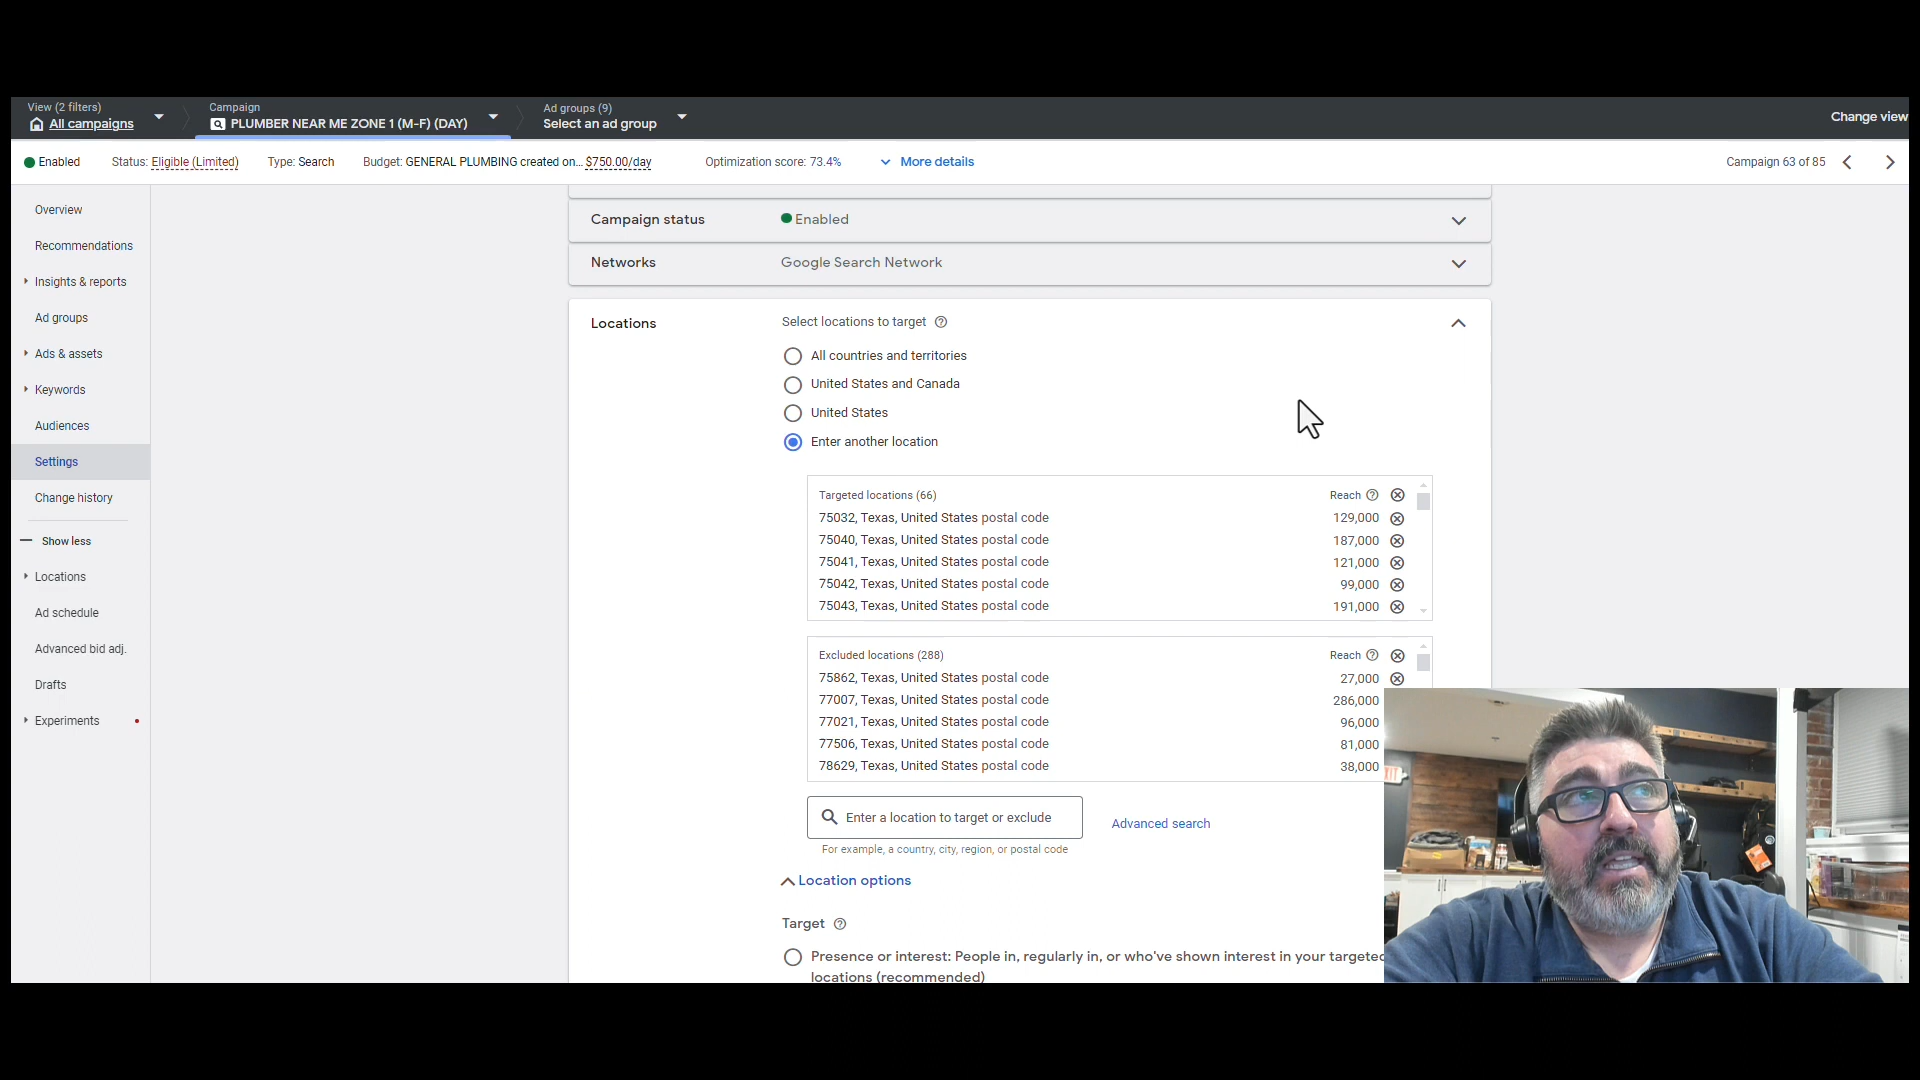 View (2 filters)
All campaigns
Campaign
PLUMBER NEAR ME ZONE 1 (M-F) (DAY)
Ad groups (9)
Select an ad group
Change view
Enabled
Status: Eligible (Limited)
Type: Search
Budget: GENERAL PLUMBING created on... $750.00/day
Optimization score: 73.4%
More details
Campaign 63 of 85
Overview
Recommendations
Insights & reports
Ad groups
Ads & assets
Keywords
Audiences
Settings
Change history
Show less
Locations
Ad schedule
Advanced bid adj.
Drafts
Experiments
Campaign status
Enabled
Networks
Google Search Network
Locations
Select locations to target
All countries and territories
United States and Canada
United States
Enter another location
Targeted locations (66) Reach
75032, Texas, United States postal code 129,000
75040, Texas, United States postal code 187,000
75041, Texas, United States postal code 121,000
75042, Texas, United States postal code 99,000
75043, Texas, United States postal code 191,000
Excluded locations (288) Reach
75862, Texas, United States postal code 27,000
77007, Texas, United States postal code 286,000
77021, Texas, United States postal code 96,000
77506, Texas, United States postal code 81,000
78629, Texas, United States postal code 38,000
Enter a location to target or exclude
Advanced search
For example, a country, city, region, or postal code
Location options
Target
Presence or interest: People in, regularly in, or who've shown interest in your targeted
locations (recommended)